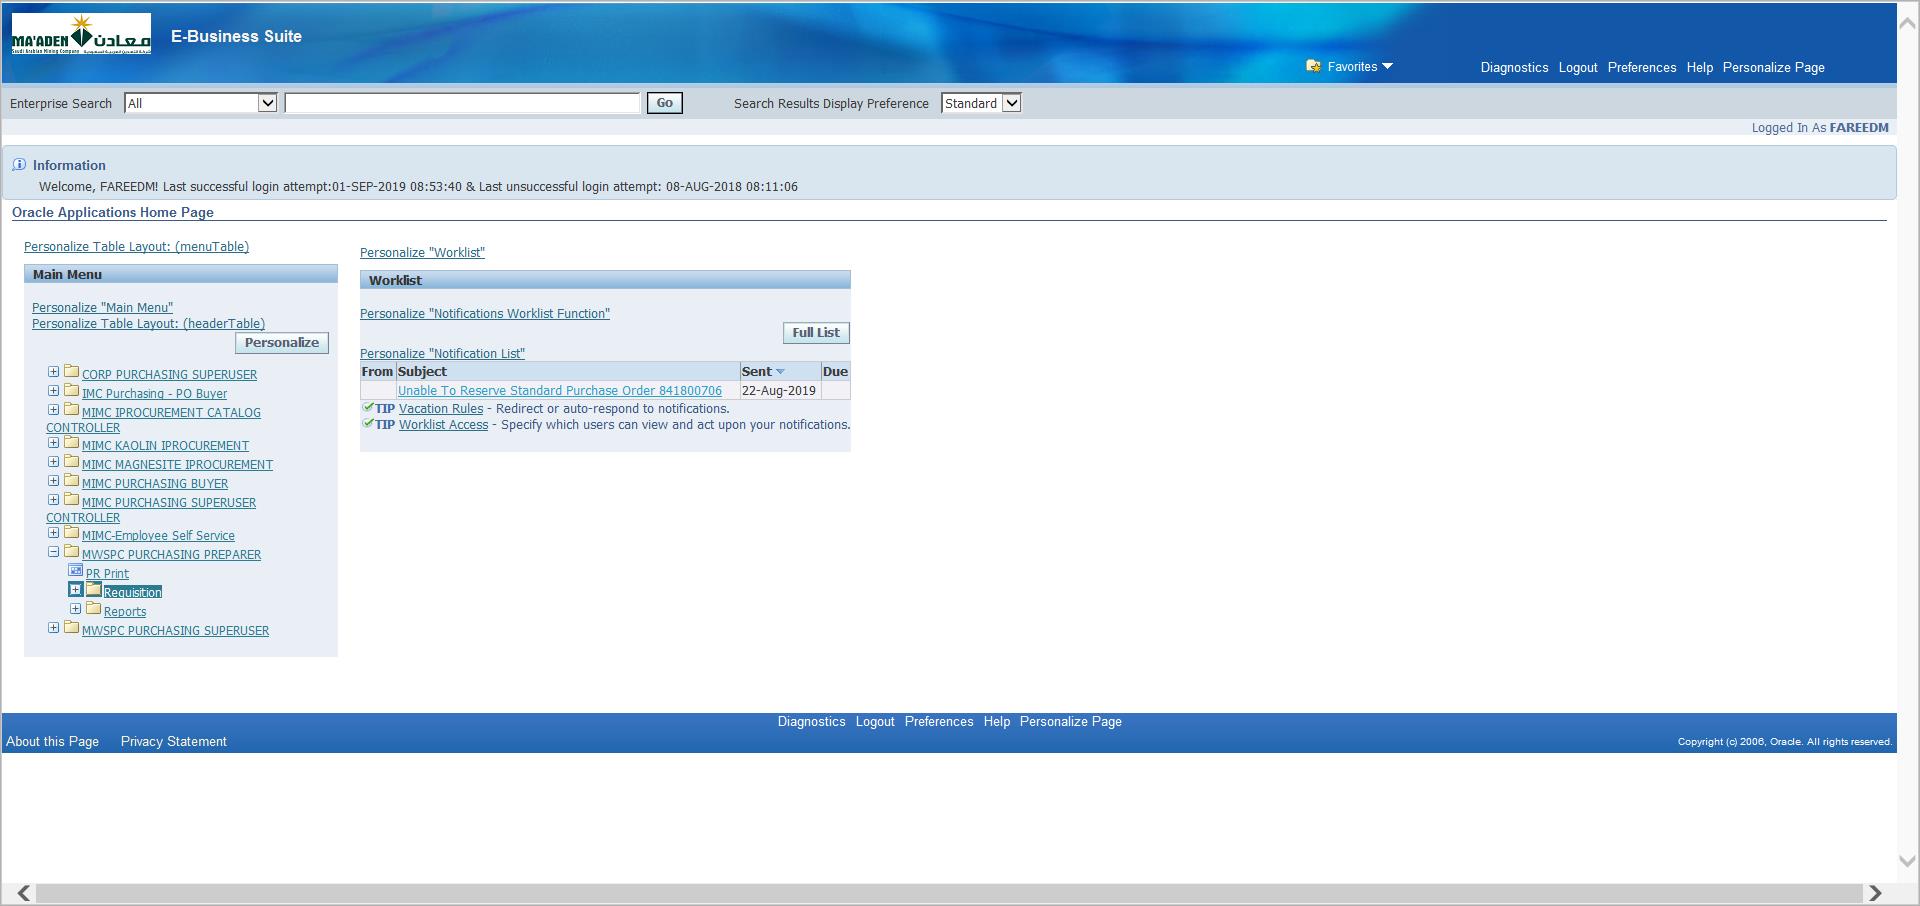 MA'ADEN معادن
Saudi Arabian Mining Company
E-Business Suite
Favorites
Diagnostics Logout Preferences Help Personalize Page
Enterprise Search All Go Search Results Display Preference Standard
Logged In As FAREEDM
Information
Welcome, FAREEDM! Last successful login attempt:01-SEP-2019 08:53:40 & Last unsuccessful login attempt: 08-AUG-2018 08:11:06
Oracle Applications Home Page
Personalize Table Layout: (menuTable)
Main Menu
Personalize "Main Menu"
Personalize Table Layout: (headerTable)
Personalize
CORP PURCHASING SUPERUSER
IMC Purchasing - PO Buyer
MIMC IPROCUREMENT CATALOG
CONTROLLER
MIMC KAOLIN IPROCUREMENT
MIMC MAGNESITE IPROCUREMENT
MIMC PURCHASING BUYER
MIMC PURCHASING SUPERUSER
CONTROLLER
MIMC-Employee Self Service
MWSPC PURCHASING PREPARER
PR Print
Requisition
Reports
MWSPC PURCHASING SUPERUSER
Personalize "Worklist"
Worklist
Personalize "Notifications Worklist Function"
Full List
Personalize "Notification List"
From Subject Sent Due
Unable To Reserve Standard Purchase Order 841800706 22-Aug-2019
TIP Vacation Rules - Redirect or auto-respond to notifications.
TIP Worklist Access - Specify which users can view and act upon your notifications.
Diagnostics Logout Preferences Help Personalize Page
About this Page Privacy Statement
Copyright (c) 2006, Oracle. All rights reserved.